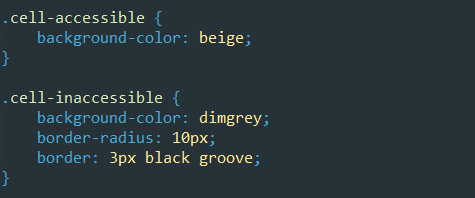 .cell-accessible {
    background-color: beige;
}

.cell-inaccessible {
    background-color: dimgrey;
    border-radius: 10px;
    border: 3px black groove;
}